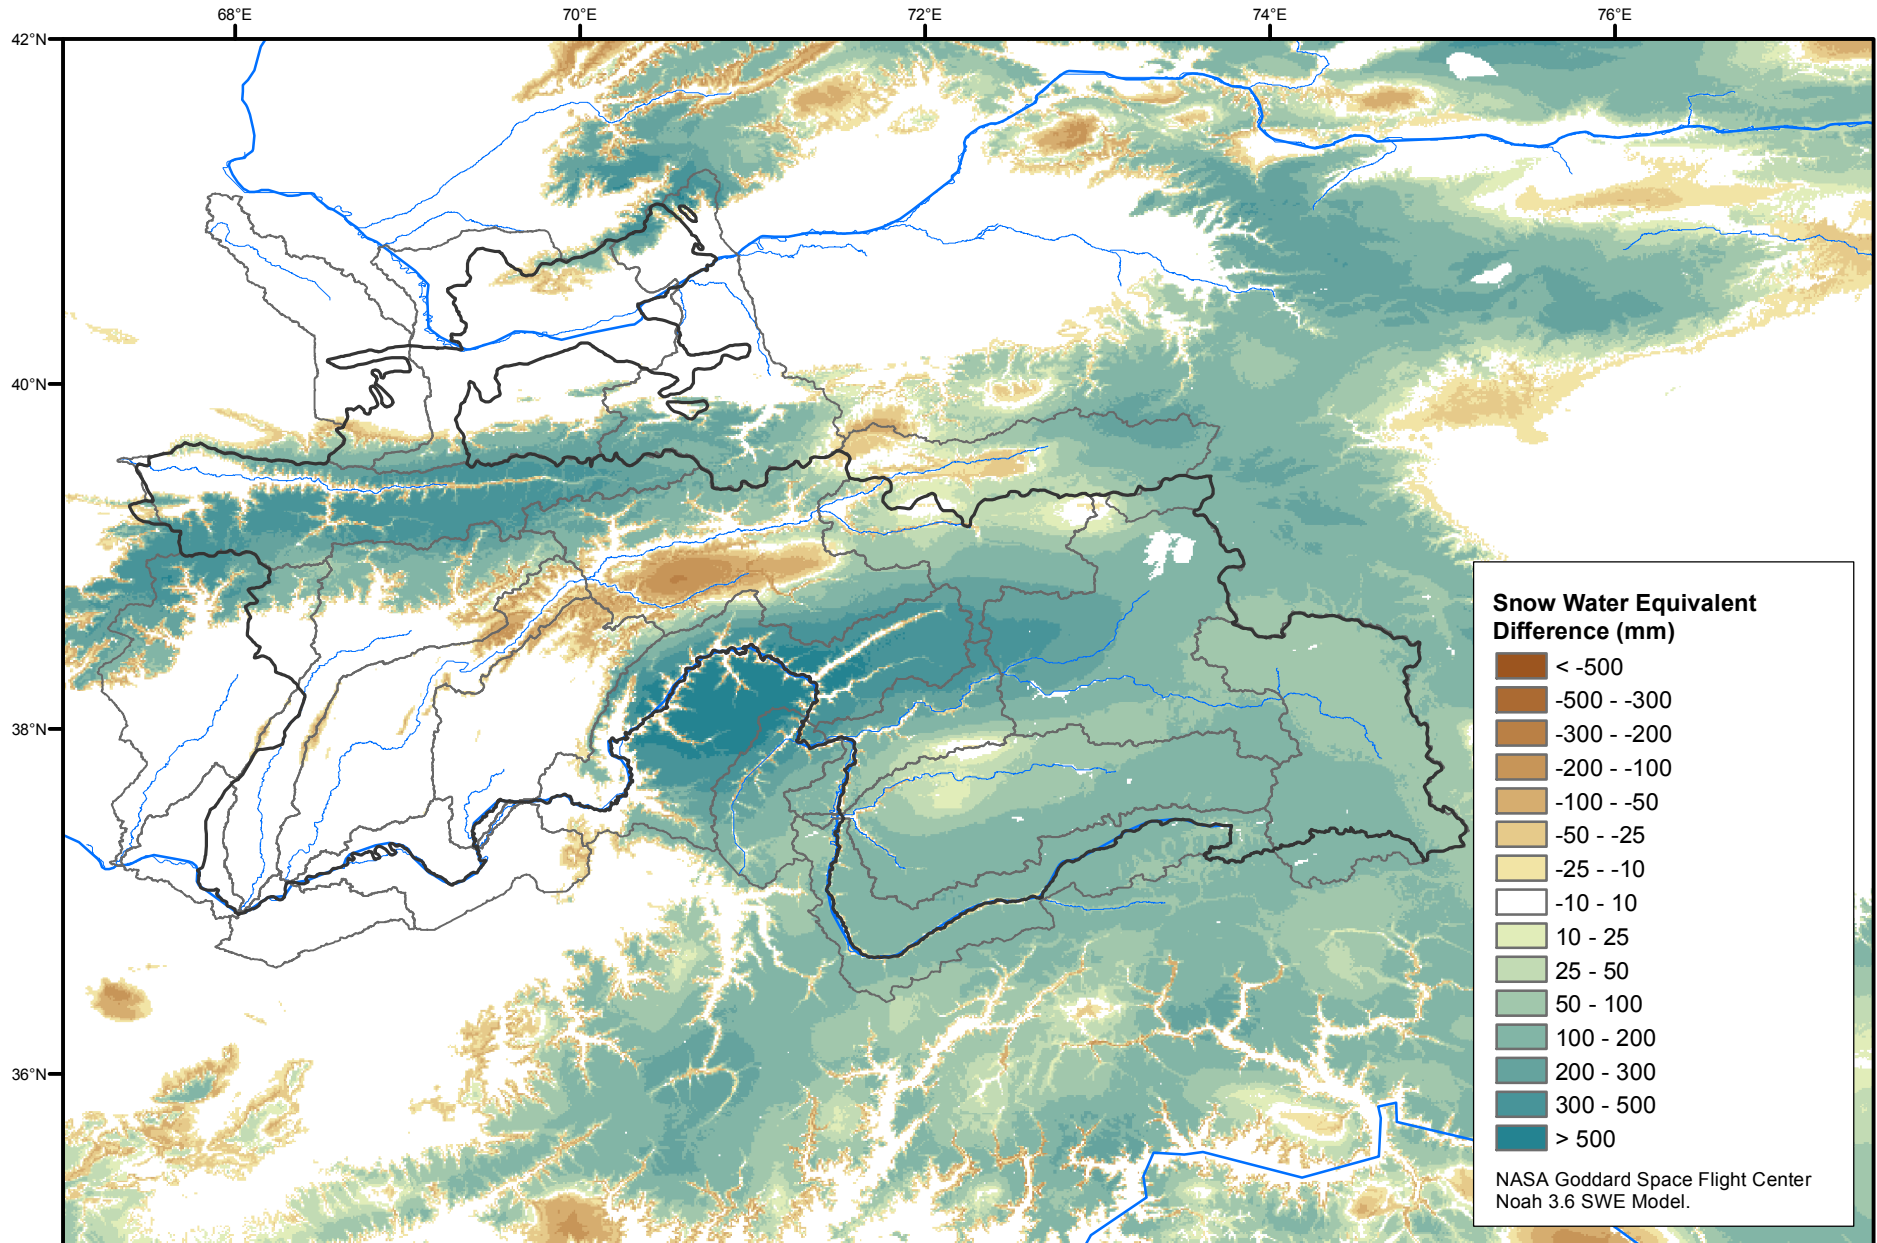 68°E 70°E 72°E 74°E 76°E
42°N
40°N
38°N
36°N
Snow Water Equivalent
Difference (mm)
< -500
-500 - -300
-300 - -200
-200 - -100
-100 - -50
-50 - -25
-25 - -10
-10 - 10
10 - 25
25 - 50
50 - 100
100 - 200
200 - 300
300 - 500
> 500
NASA Goddard Space Flight Center
Noah 3.6 SWE Model.